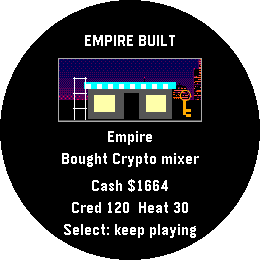 EMPIRE BUILT
Empire
Bought Crypto mixer
Cash $1664
Cred 120 Heat 30
Select: keep playing